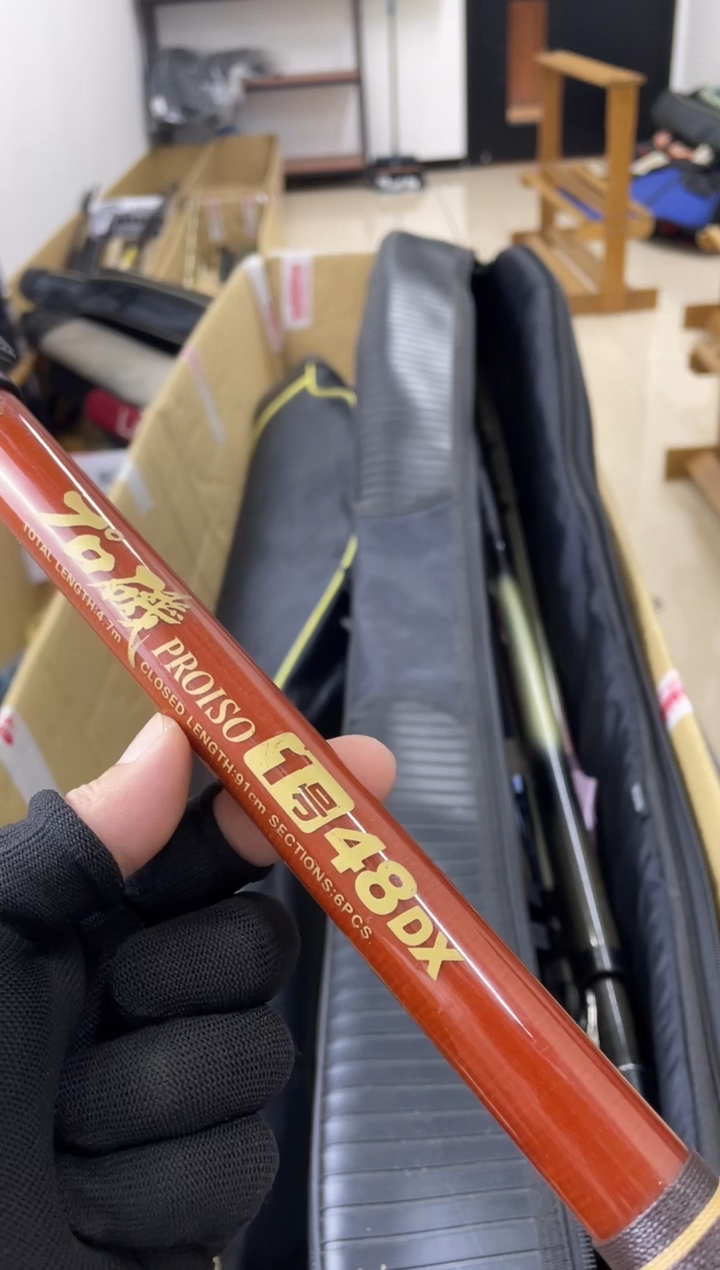 プロ磯 PROISO 1号 48DX
TOTAL LENGTH:4.7m CLOSED LENGTH:91cm SECTIONS:6PCS.